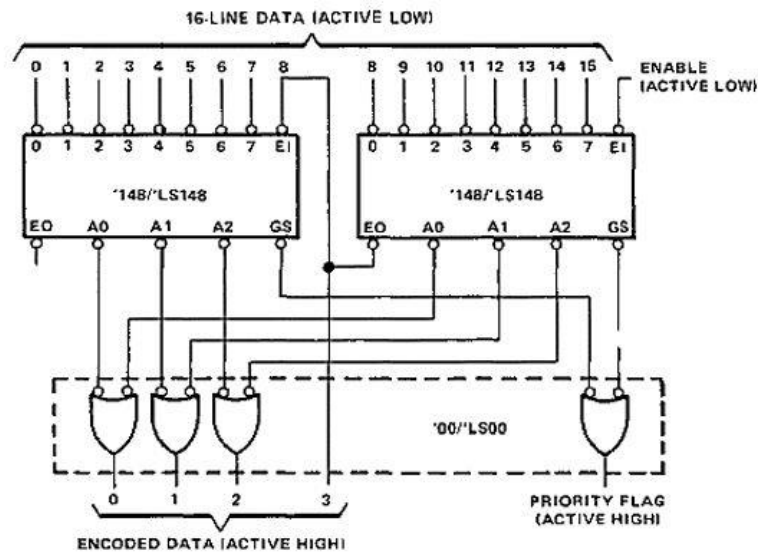 16-LINE DATA (ACTIVE LOW)
0 1 2 3 4 5 6 7 8 8 9 10 11 12 13 14 15 ENABLE
(ACTIVE LOW)
0 1 2 3 4 5 6 7 EI 0 1 2 3 4 5 6 7 EI
'148/'LS148 '148/'LS148
EO A0 A1 A2 GS EO A0 A1 A2 GS
'00/'LS00
0 1 2 3 PRIORITY FLAG
(ACTIVE HIGH)
ENCODED DATA (ACTIVE HIGH)